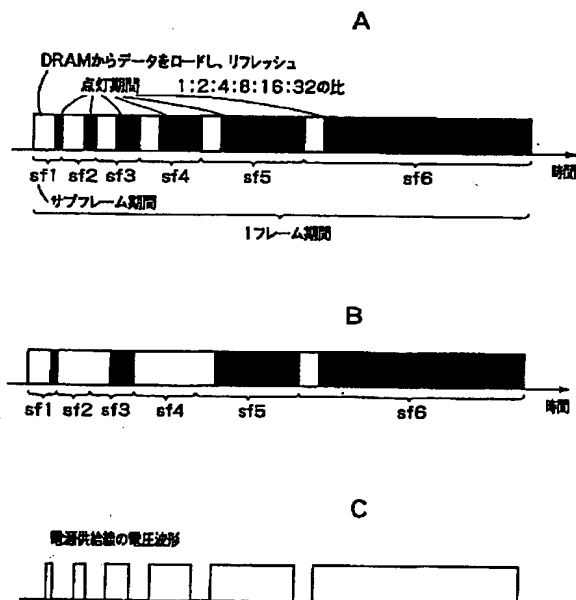 A
DRAMからデータをロードし、リフレッシュ
点灯期間 1:2:4:8:16:32の比
sf1 sf2 sf3 sf4 sf5 sf6
時間
サブフレーム期間
1フレーム期間
B
sf1 sf2 sf3 sf4 sf5 sf6
時間
C
電源供給線の電圧波形